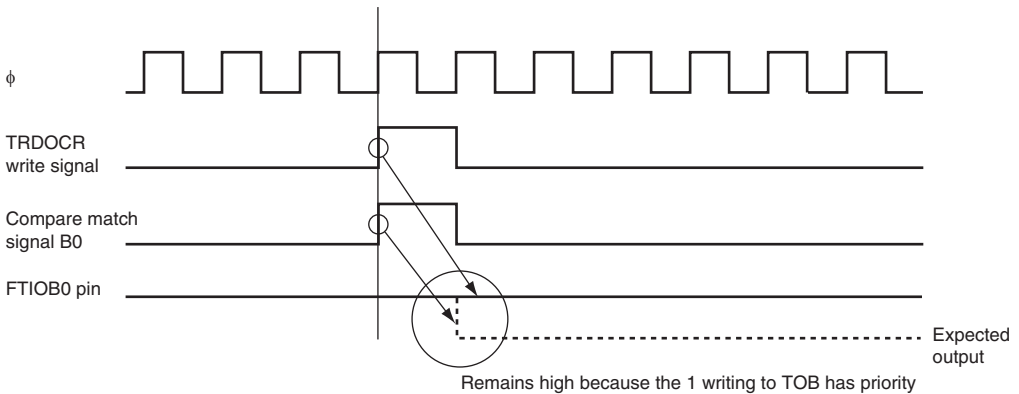 ϕ
TRDOCR
write signal
Compare match
signal B0
FTIOB0 pin
Expected
output
Remains high because the 1 writing to TOB has priority